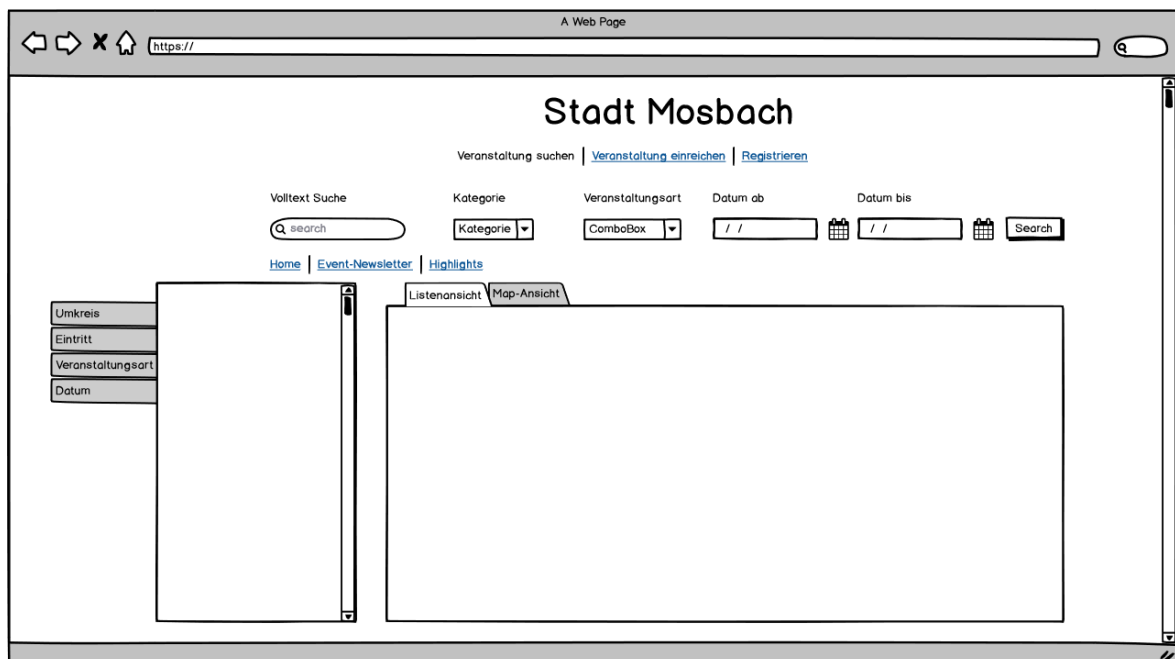 A Web Page
https://
Stadt Mosbach
Veranstaltung suchen Veranstaltung einreichen Registrieren
Volltext Suche Kategorie Veranstaltungsart Datum ab Datum bis
search Kategorie ComboBox / / / / Search
Home Event-Newsletter Highlights
Listenansicht Map-Ansicht
Umkreis
Eintritt
Veranstaltungsart
Datum